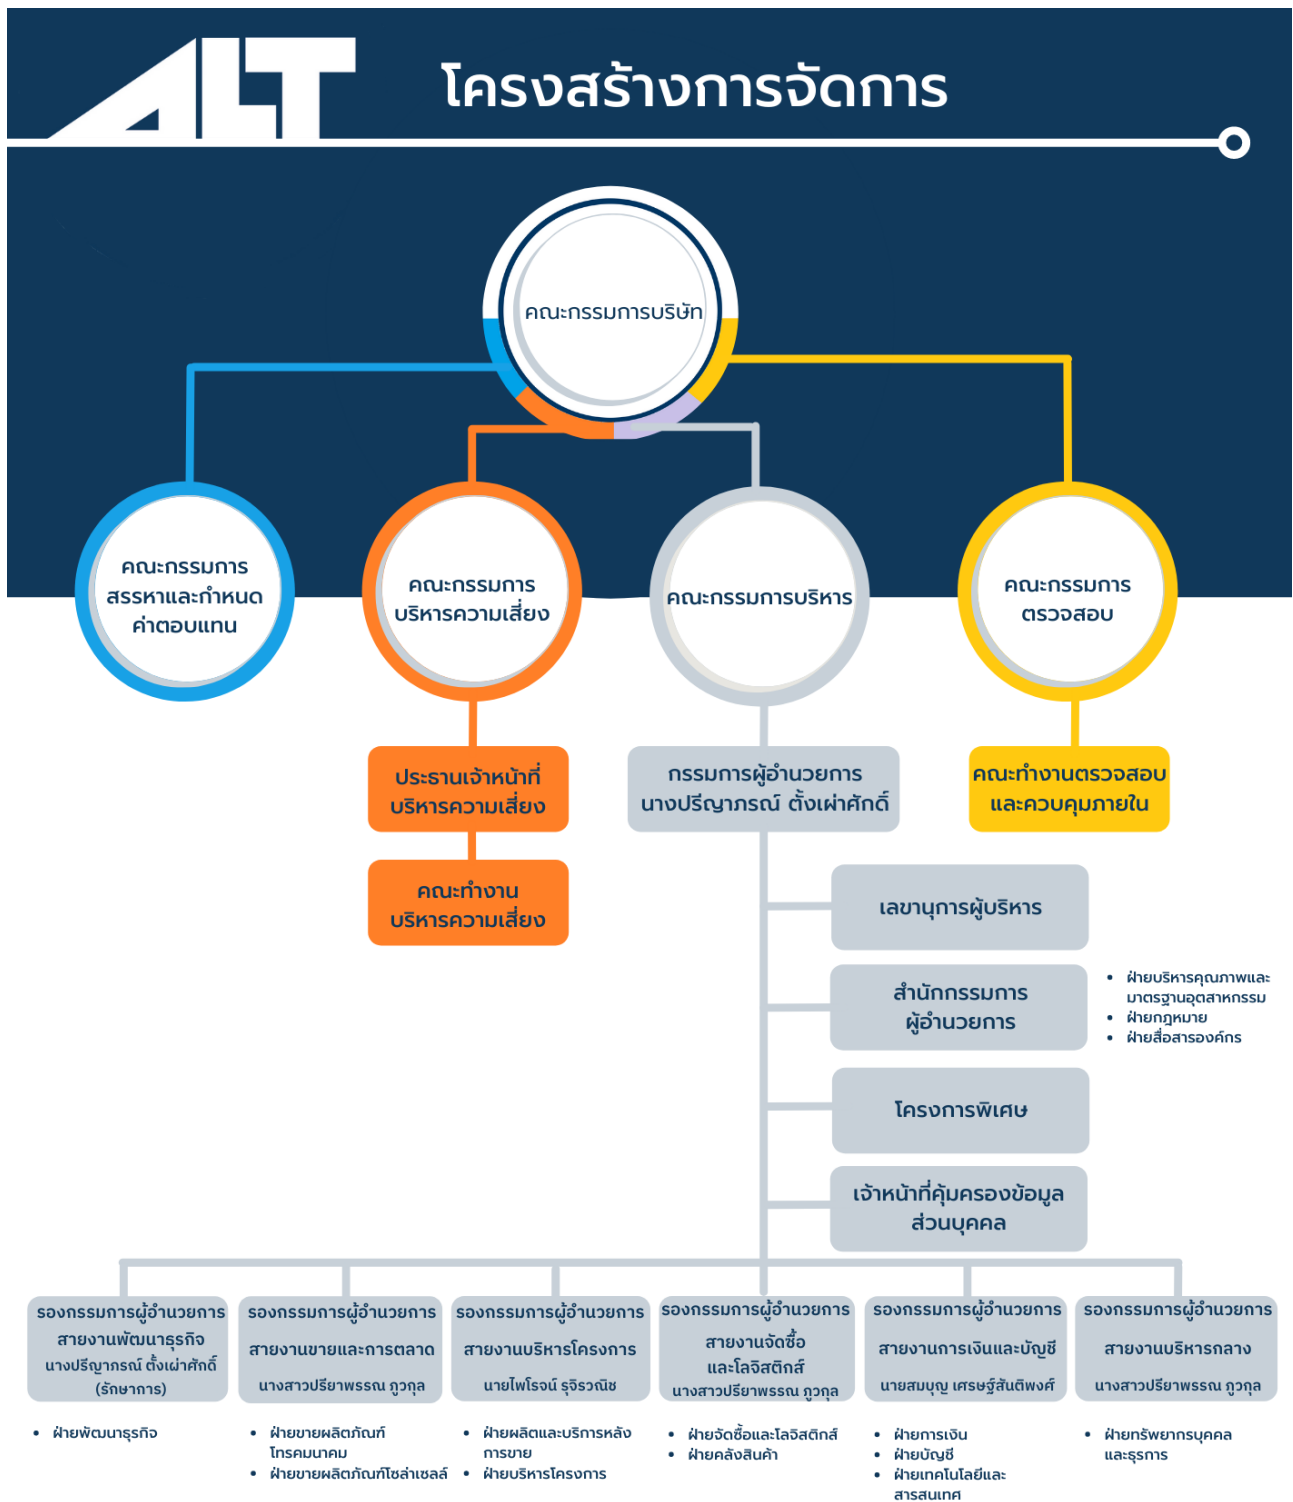 ALT
โครงสร้างการจัดการ
คณะกรรมการบริษัท
คณะกรรมการ
สรรหาและกำหนด
ค่าตอบแทน
คณะกรรมการ
บริหารความเสี่ยง
คณะกรรมการบริหาร
คณะกรรมการ
ตรวจสอบ
ประธานเจ้าหน้าที่
บริหารความเสี่ยง
คณะทำงาน
บริหารความเสี่ยง
กรรมการผู้อำนวยการ
นางปรีญาภรณ์ ตั้งเผ่าศักดิ์
คณะทำงานตรวจสอบ
และควบคุมภายใน
เลขานุการผู้บริหาร
สำนักกรรมการ
ผู้อำนวยการ
• ฝ่ายบริหารคุณภาพและ
มาตรฐานอุตสาหกรรม
• ฝ่ายกฎหมาย
• ฝ่ายสื่อสารองค์กร
โครงการพิเศษ
เจ้าหน้าที่คุ้มครองข้อมูล
ส่วนบุคคล
รองกรรมการผู้อำนวยการ
สายงานพัฒนาธุรกิจ
นางปรีญาภรณ์ ตั้งเผ่าศักดิ์
(รักษาการ)
• ฝ่ายพัฒนาธุรกิจ
รองกรรมการผู้อำนวยการ
สายงานขายและการตลาด
นางสาวปรียาพรรณ ภูวกุล
• ฝ่ายขายผลิตภัณฑ์
โทรคมนาคม
• ฝ่ายขายผลิตภัณฑ์โซล่าเซลล์
รองกรรมการผู้อำนวยการ
สายงานบริหารโครงการ
นายไพโรจน์ รุจิรวณิช
• ฝ่ายผลิตและบริการหลัง
การขาย
• ฝ่ายบริหารโครงการ
รองกรรมการผู้อำนวยการ
สายงานจัดซื้อ
และโลจิสติกส์
นางสาวปรียาพรรณ ภูวกุล
• ฝ่ายจัดซื้อและโลจิสติกส์
• ฝ่ายคลังสินค้า
รองกรรมการผู้อำนวยการ
สายงานการเงินและบัญชี
นายสมบุญ เศรษฐ์สันติพงศ์
• ฝ่ายการเงิน
• ฝ่ายบัญชี
• ฝ่ายเทคโนโลยีและ
สารสนเทศ
รองกรรมการผู้อำนวยการ
สายงานบริหารกลาง
นางสาวปรียาพรรณ ภูวกุล
• ฝ่ายทรัพยากรบุคคล
และธุรการ